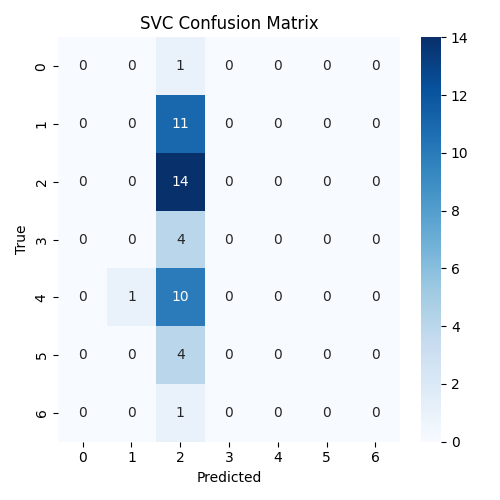 SVC Confusion Matrix
14
0 0 0 1 0 0 0 0
12
1 0 0 11 0 0 0 0
10
2 0 0 14 0 0 0 0
8
True 3 0 0 4 0 0 0 0
6
4 0 1 10 0 0 0 0
4
5 0 0 4 0 0 0 0
2
6 0 0 1 0 0 0 0
0
0 1 2 3 4 5 6
Predicted